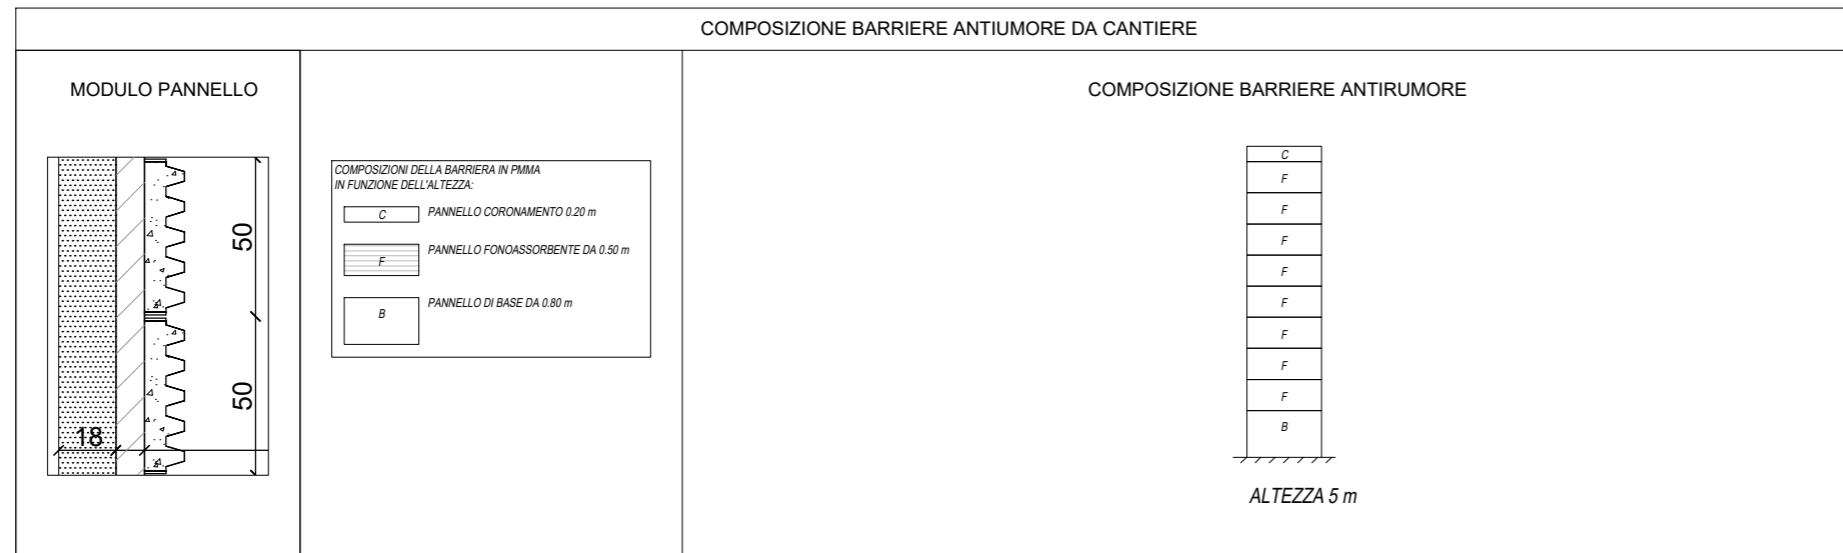 COMPOSIZIONE BARRIERE ANTIUMORE DA CANTIERE
MODULO PANNELLO
50
50
18
COMPOSIZIONI DELLA BARRIERA IN PMMA
IN FUNZIONE DELL'ALTEZZA:
C PANNELLO CORONAMENTO 0.20 m
F PANNELLO FONOASSORBENTE DA 0.50 m
B PANNELLO DI BASE DA 0.80 m
COMPOSIZIONE BARRIERE ANTIRUMORE
C
F
F
F
F
F
F
F
F
B
ALTEZZA 5 m